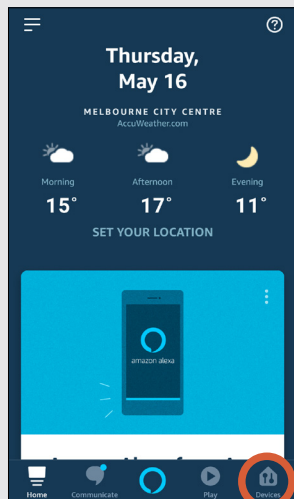 Thursday,
May 16
MELBOURNE CITY CENTRE
AccuWeather.com
Morning Afternoon Evening
15° 17° 11°
SET YOUR LOCATION
amazon alexa
Home Communicate Play Devices